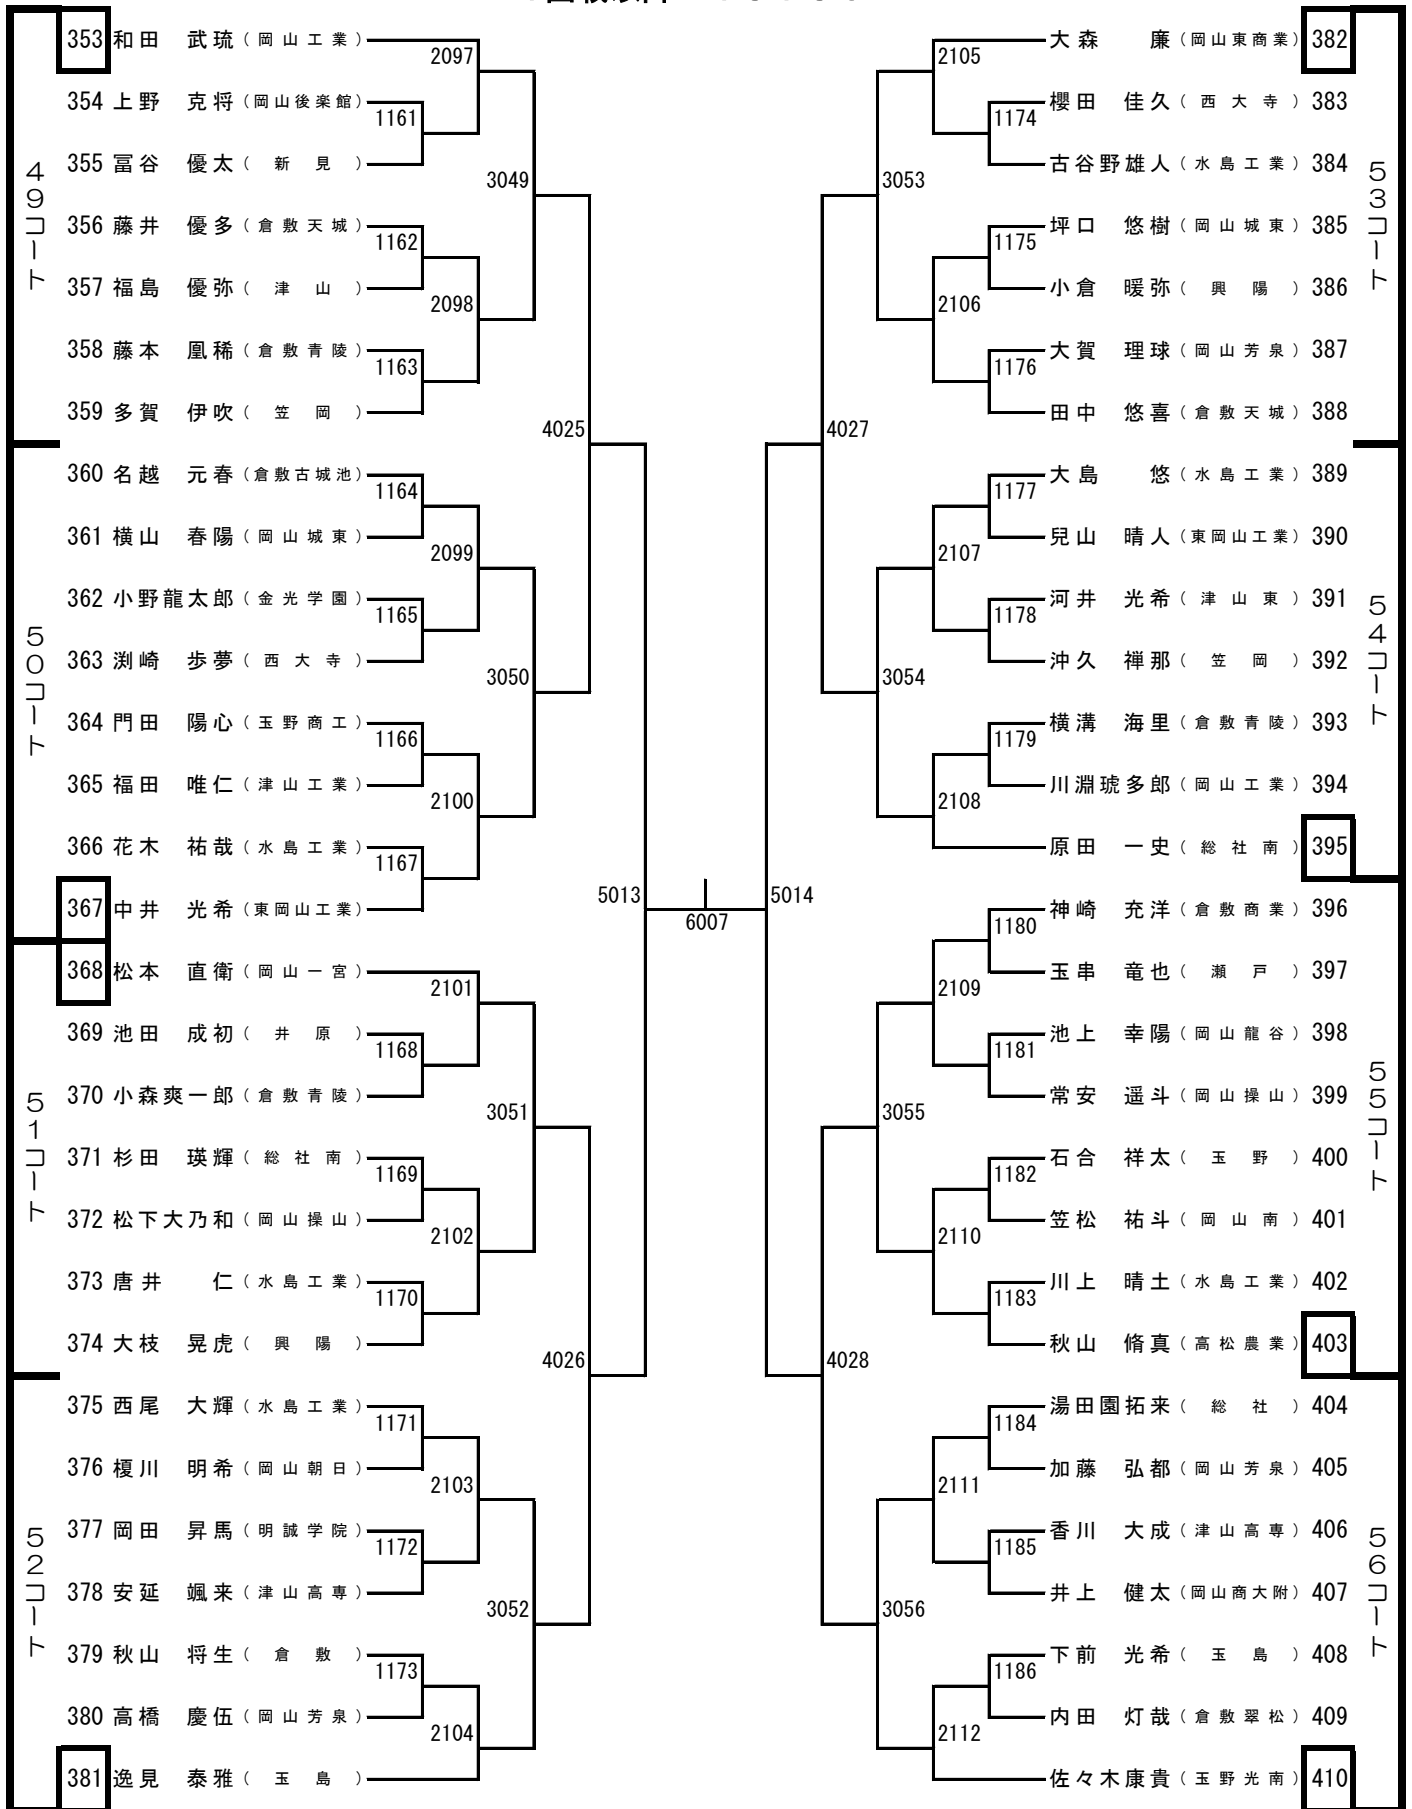 353 和田 武琉 (岡山工業)
2097
354 上野 克将 (岡山後楽館)
1161
355 冨谷 優太 (新見)
3049
356 藤井 優多 (倉敷天城)
1162
357 福島 優弥 (津山)
2098
358 藤本 凰稀 (倉敷青陵)
1163
359 多賀 伊吹 (笠岡)
49コート
4025
360 名越 元春 (倉敷古城池)
1164
361 横山 春陽 (岡山城東)
2099
362 小野龍太郎 (金光学園)
1165
363 渕崎 歩夢 (西大寺)
3050
364 門田 陽心 (玉野商工)
1166
365 福田 唯仁 (津山工業)
2100
366 花木 祐哉 (水島工業)
1167
367 中井 光希 (東岡山工業)
50コート
5013
368 松本 直衛 (岡山一宮)
2101
369 池田 成初 (井原)
1168
370 小森爽一郎 (倉敷青陵)
3051
371 杉田 瑛輝 (総社南)
1169
372 松下大乃和 (岡山操山)
2102
373 唐井 仁 (水島工業)
1170
374 大枝 晃虎 (興陽)
51コート
4026
375 西尾 大輝 (水島工業)
1171
376 榎川 明希 (岡山朝日)
2103
377 岡田 昇馬 (明誠学院)
1172
378 安延 颯来 (津山高専)
3052
379 秋山 将生 (倉敷)
1173
380 高橋 慶伍 (岡山芳泉)
2104
381 逸見 泰雅 (玉島)
52コート
6007
大森 廉 (岡山東商業) 382
2105
櫻田 佳久 (西大寺) 383
1174
古谷野雄人 (水島工業) 384
3053
坪口 悠樹 (岡山城東) 385
1175
小倉 暖弥 (興陽) 386
2106
大賀 理球 (岡山芳泉) 387
1176
田中 悠喜 (倉敷天城) 388
53コート
4027
大島 悠 (水島工業) 389
1177
兒山 晴人 (東岡山工業) 390
2107
河井 光希 (津山東) 391
1178
沖久 禅那 (笠岡) 392
3054
横溝 海里 (倉敷青陵) 393
1179
川淵琥多郎 (岡山工業) 394
2108
原田 一史 (総社南) 395
54コート
5014
神崎 充洋 (倉敷商業) 396
1180
玉串 竜也 (瀬戸) 397
2109
池上 幸陽 (岡山龍谷) 398
1181
常安 遥斗 (岡山操山) 399
3055
石合 祥太 (玉野) 400
1182
笠松 祐斗 (岡山南) 401
2110
川上 晴土 (水島工業) 402
1183
秋山 脩真 (高松農業) 403
55コート
4028
湯田園拓来 (総社) 404
1184
加藤 弘都 (岡山芳泉) 405
2111
香川 大成 (津山高専) 406
1185
井上 健太 (岡山商大附) 407
3056
下前 光希 (玉島) 408
1186
内田 灯哉 (倉敷翠松) 409
2112
佐々木康貴 (玉野光南) 410
56コート